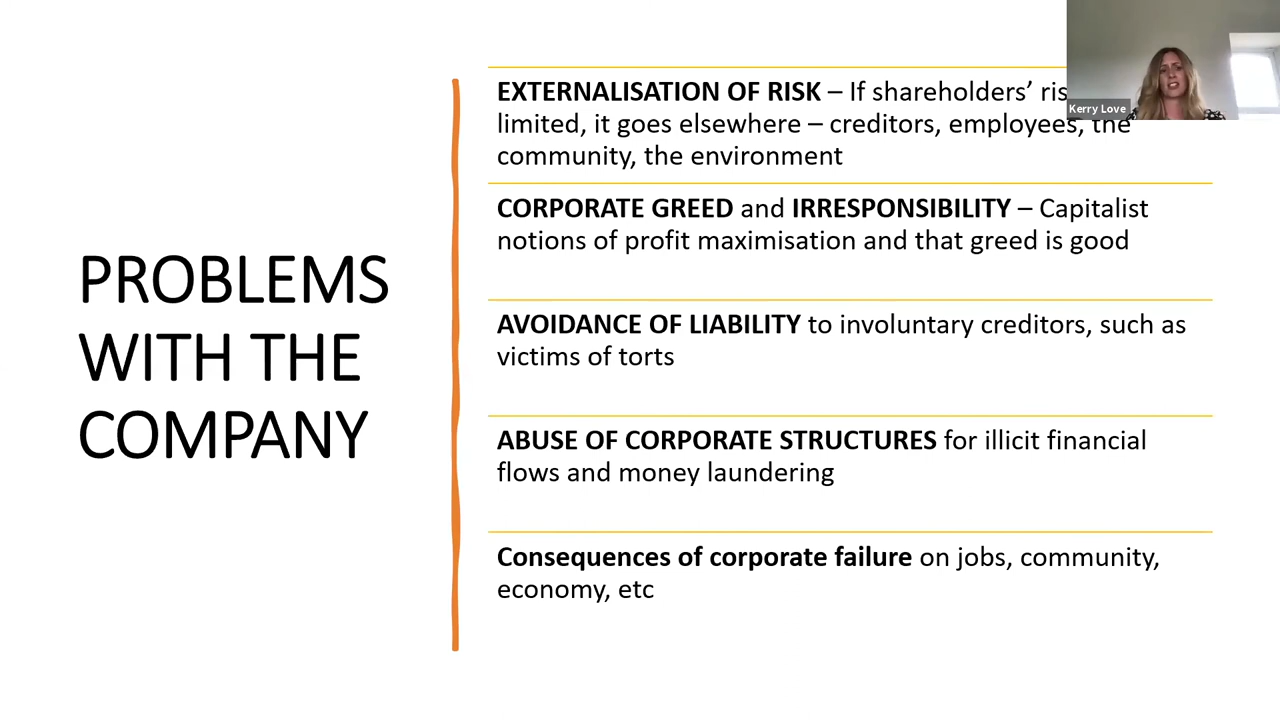 PROBLEMS
WITH THE
COMPANY
EXTERNALISATION OF RISK – If shareholders’
limited, it goes elsewhere – creditors, employees, the
community, the environment
CORPORATE GREED and IRRESPONSIBILITY – Capitalist
notions of profit maximisation and that greed is good
AVOIDANCE OF LIABILITY to involuntary creditors, such as
victims of torts
ABUSE OF CORPORATE STRUCTURES for illicit financial
flows and money laundering
Consequences of corporate failure on jobs, community,
economy, etc
Kerry Love